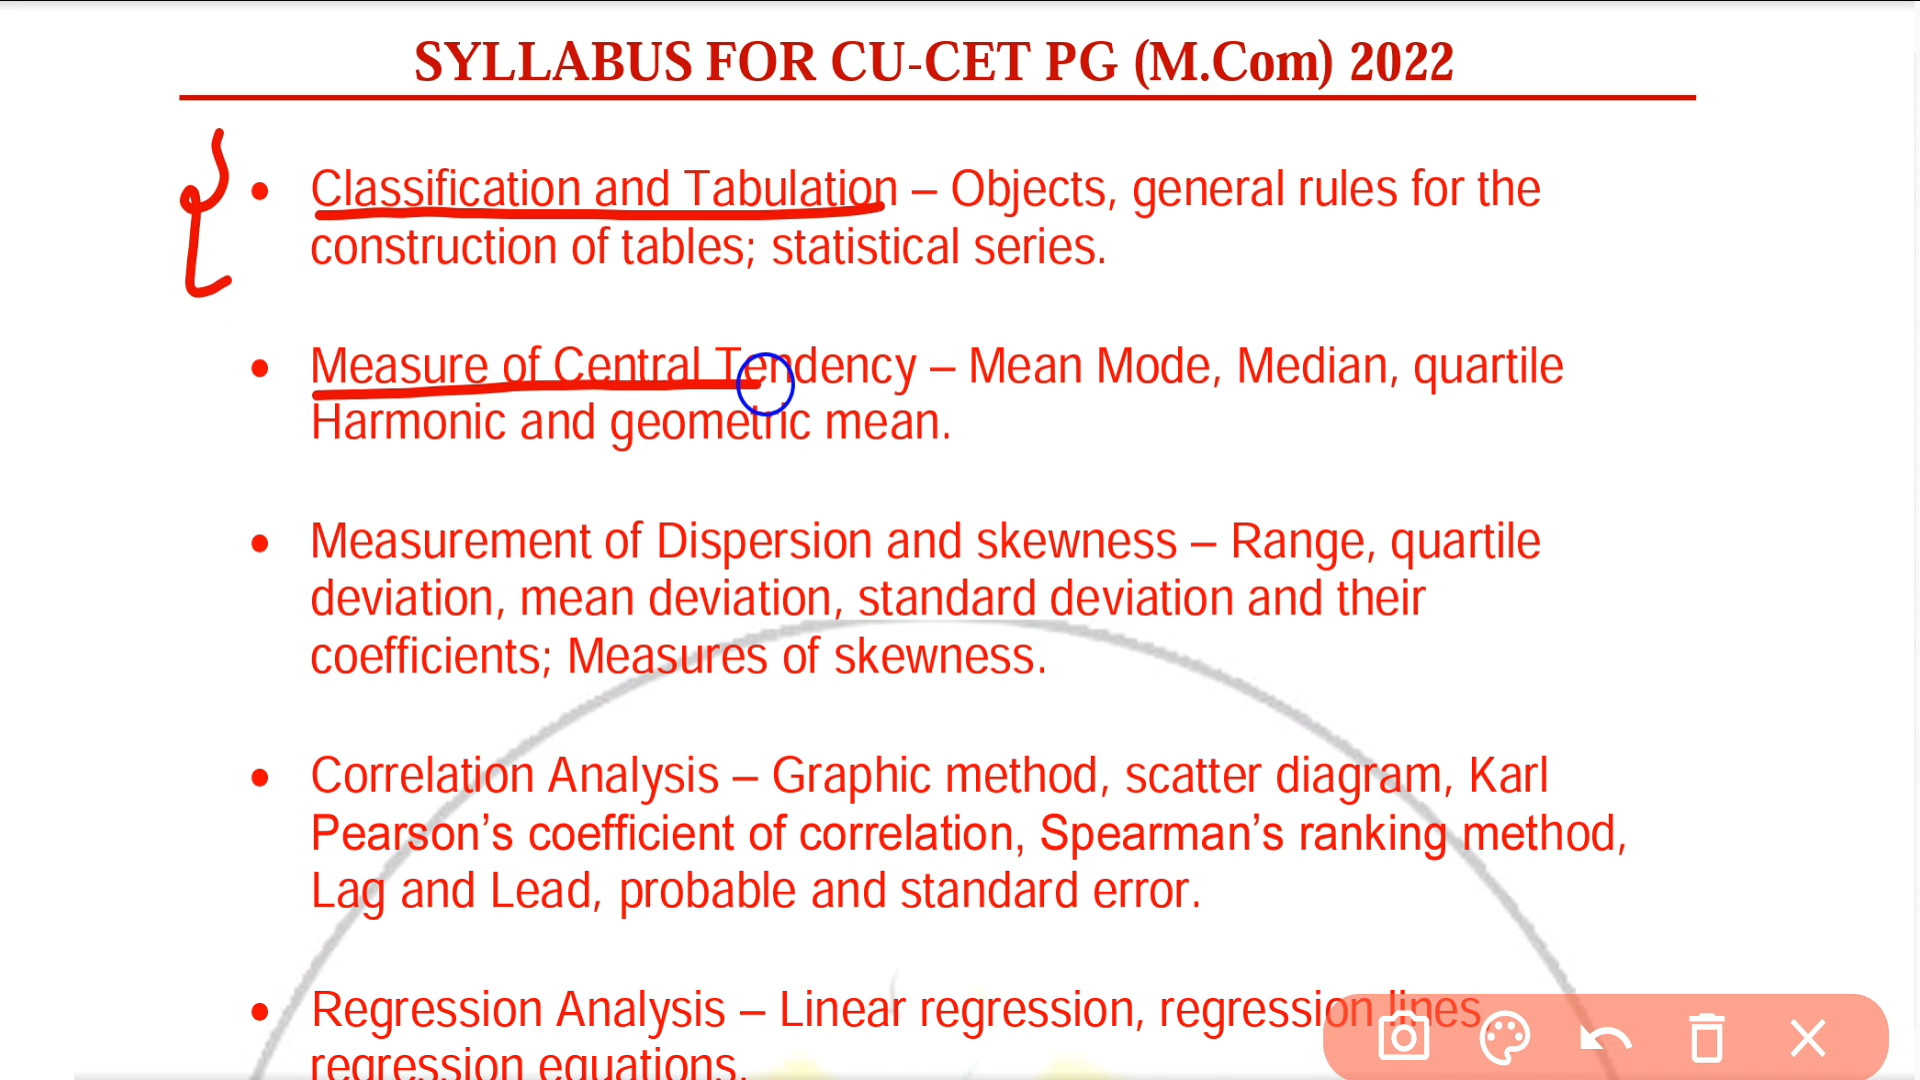 SYLLABUS FOR CU-CET PG (M.Com) 2022
• Classification and Tabulation – Objects, general rules for the
construction of tables; statistical series.
• Measure of Central Tendency – Mean Mode, Median, quartile
Harmonic and geometric mean.
• Measurement of Dispersion and skewness – Range, quartile
deviation, mean deviation, standard deviation and their
coefficients; Measures of skewness.
• Correlation Analysis – Graphic method, scatter diagram, Karl
Pearson’s coefficient of correlation, Spearman’s ranking method,
Lag and Lead, probable and standard error.
• Regression Analysis – Linear regression, regression lines,
regression equations.